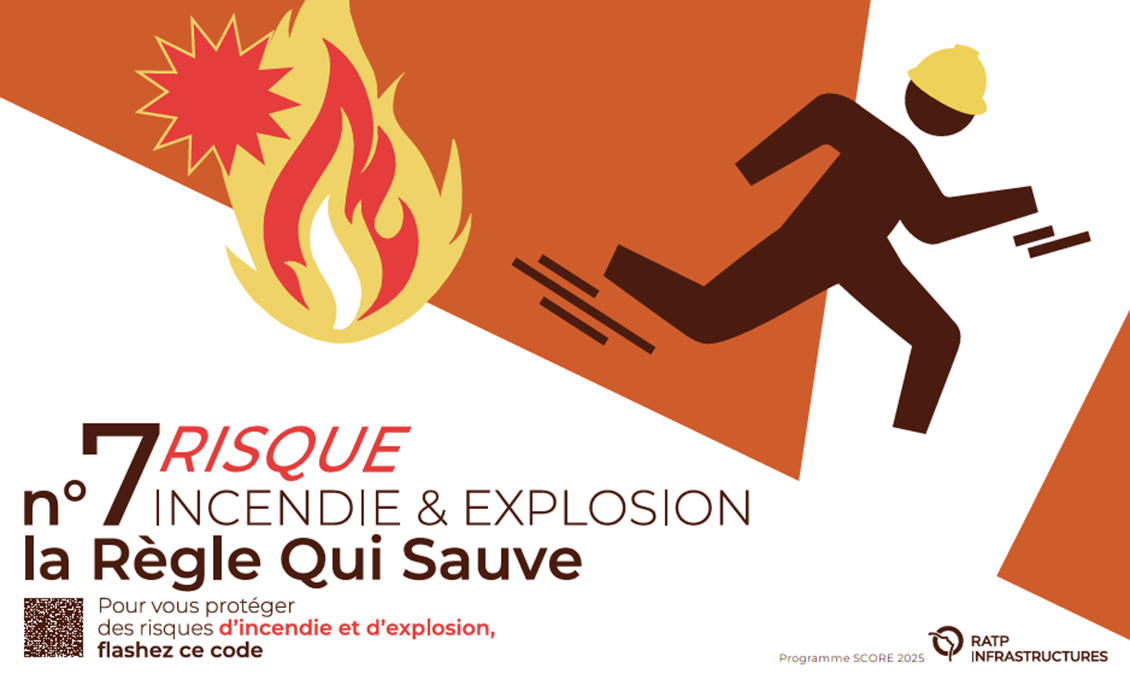 n°7 RISQUE
INCENDIE & EXPLOSION
la Règle Qui Sauve
Pour vous protéger
des risques d'incendie et d'explosion,
flashez ce code
Programme SCORE 2025
RATP
INFRASTRUCTURES